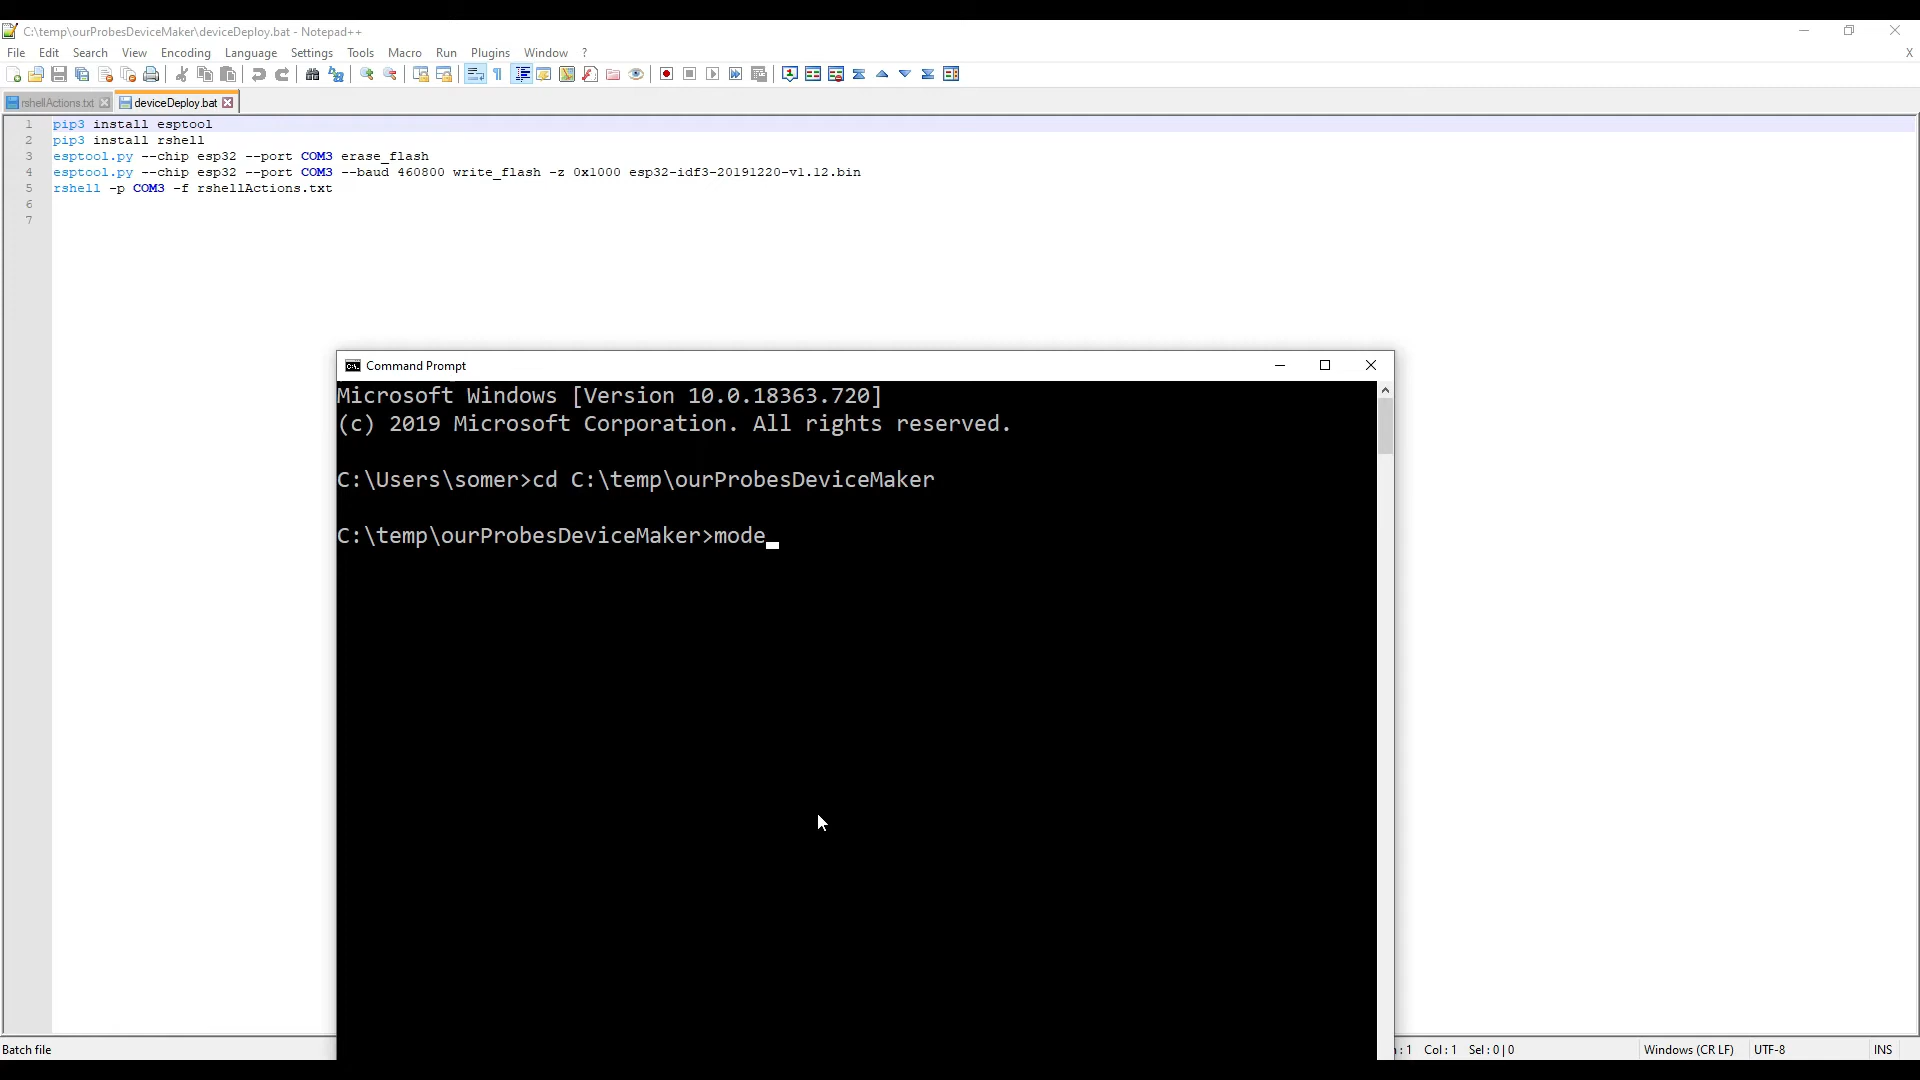 C:\temp\ourProbesDeviceMaker\deviceDeploy.bat - Notepad++
File Edit Search View Encoding Language Settings Tools Macro Run Plugins Window ? X
rshellActions.txt deviceDeploy.bat
1 pip3 install esptool
2 pip3 install rshell
3 esptool.py --chip esp32 --port COM3 erase_flash
4 esptool.py --chip esp32 --port COM3 --baud 460800 write_flash -z 0x1000 esp32-idf3-20191220-v1.12.bin
5 rshell -p COM3 -f rshellActions.txt
6
7
Command Prompt
Microsoft Windows [Version 10.0.18363.720]
(c) 2019 Microsoft Corporation. All rights reserved.
C:\Users\somer>cd C:\temp\ourProbesDeviceMaker
C:\temp\ourProbesDeviceMaker>mode
Batch file : 1 Col : 1 Sel : 0 | 0 Windows (CR LF) UTF-8 INS